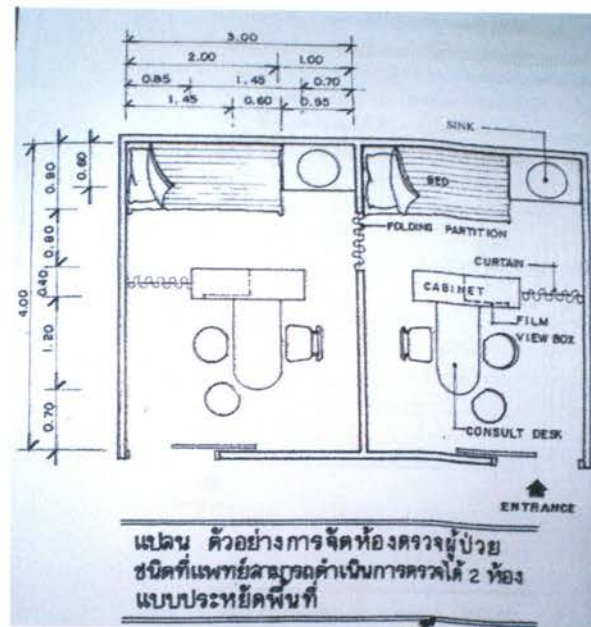 3.00
2.00 1.00
0.85 1.45 0.70
1.45 0.60 0.95
SINK
0.60
0.90
BED
FOLDING PARTITION
0.80
CURTAIN
4.00
0.40
CABINET
FILM
VIEW BOX
1.20
CONSULT DESK
0.70
ENTRANCE
แปลน ตัวอย่างการจัดห้องตรวจผู้ป่วย
ชนิดที่แพทย์สามารถดำเนินการตรวจได้ 2 ห้อง
แบบประหยัดพื้นที่